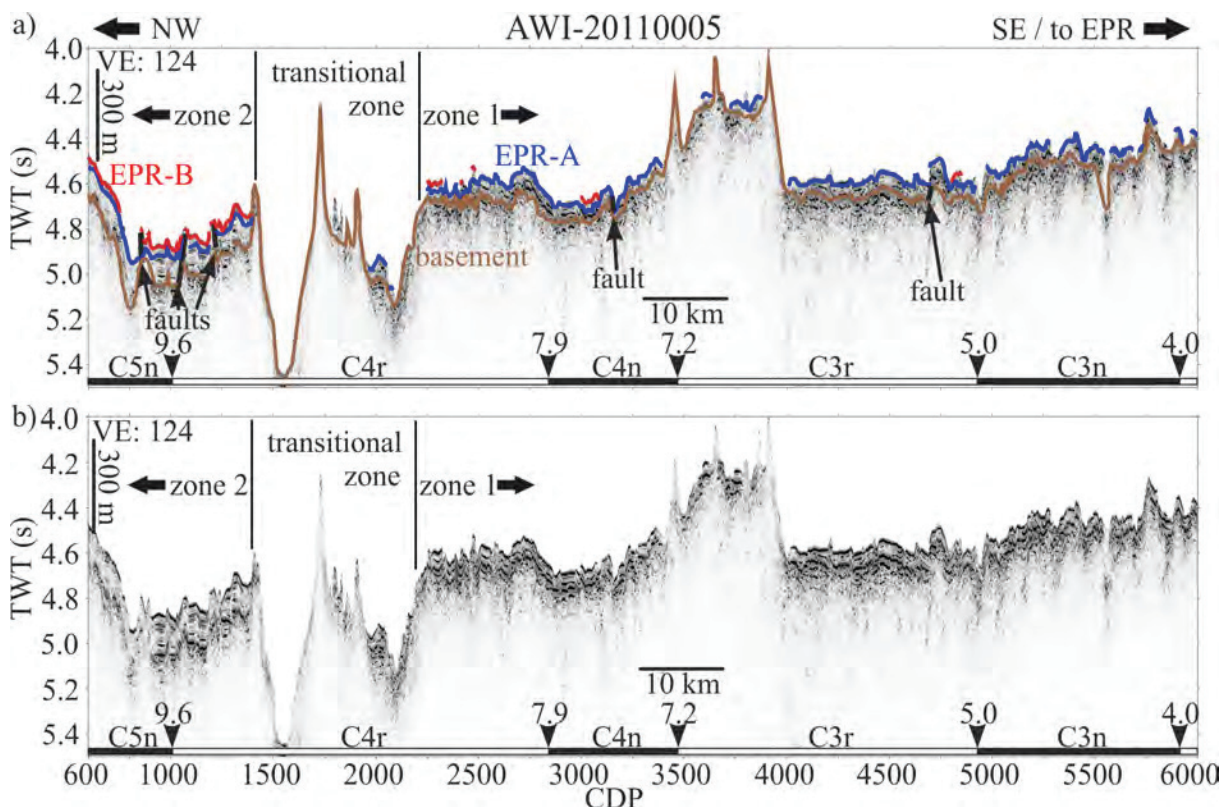 a)
NW
AWI-20110005
SE / to EPR
4.0
VE: 124
300 m
zone 2
transitional
zone
zone 1
4.2
4.4
EPR-B
EPR-A
4.6
TWT (s)
4.8
basement
fault
fault
5.0
faults
10 km
5.2
9.6
7.9
7.2
5.0
4.0
5.4
C5n
C4r
C4n
C3r
C3n
b)
4.0
VE: 124
300 m
zone 2
transitional
zone
zone 1
4.2
4.4
4.6
TWT (s)
4.8
5.0
10 km
5.2
9.6
7.9
7.2
5.0
4.0
5.4
C5n
C4r
C4n
C3r
C3n
600 1000 1500 2000 2500 3000 3500 4000 4500 5000 5500 6000
CDP